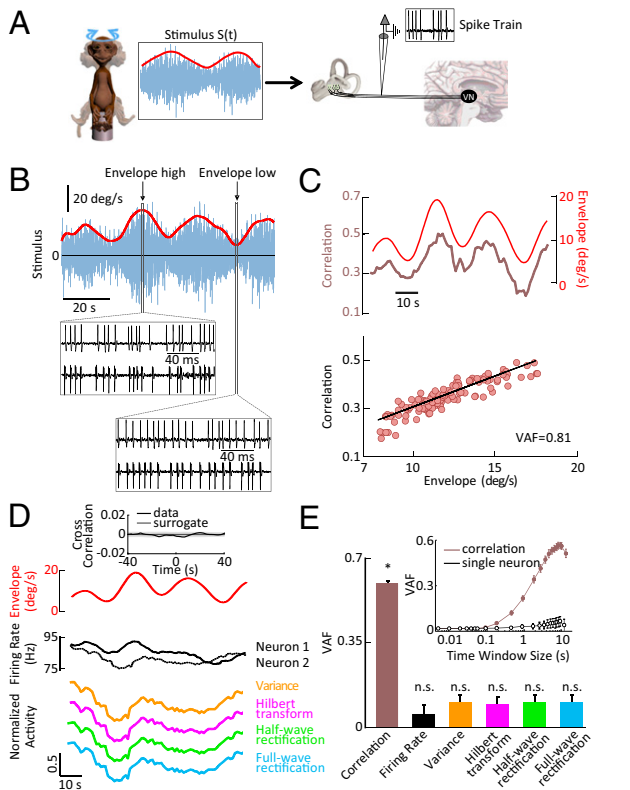 A
Stimulus S(t)
Spike Train
VN
B
Envelope high
Envelope low
20 deg/s
Stimulus
0
20 s
40 ms
40 ms
C
0.7
0.5
0.3
0.1
Correlation
20
10
0
Envelope
(deg/s)
10 s
0.5
0.3
0.1
Correlation
VAF=0.81
7
10
15
20
Envelope (deg/s)
D
Cross
Correlation
0.02
0
-0.02
data
surrogate
-40
0
40
Time (s)
Envelope
(deg/s)
20
0
Firing Rate
(Hz)
95
75
Neuron 1
Neuron 2
Normalized
Activity
Variance
Hilbert
transform
Half-wave
rectification
Full-wave
rectification
0.5
10 s
E
VAF
0.7
0.35
0
*
n.s.
n.s.
n.s.
n.s.
n.s.
Correlation
Firing Rate
Variance
Hilbert
transform
Half-wave
rectification
Full-wave
rectification
VAF
0.6
0.3
0
correlation
single neuron
0.01
0.1
1
10
Time Window Size (s)